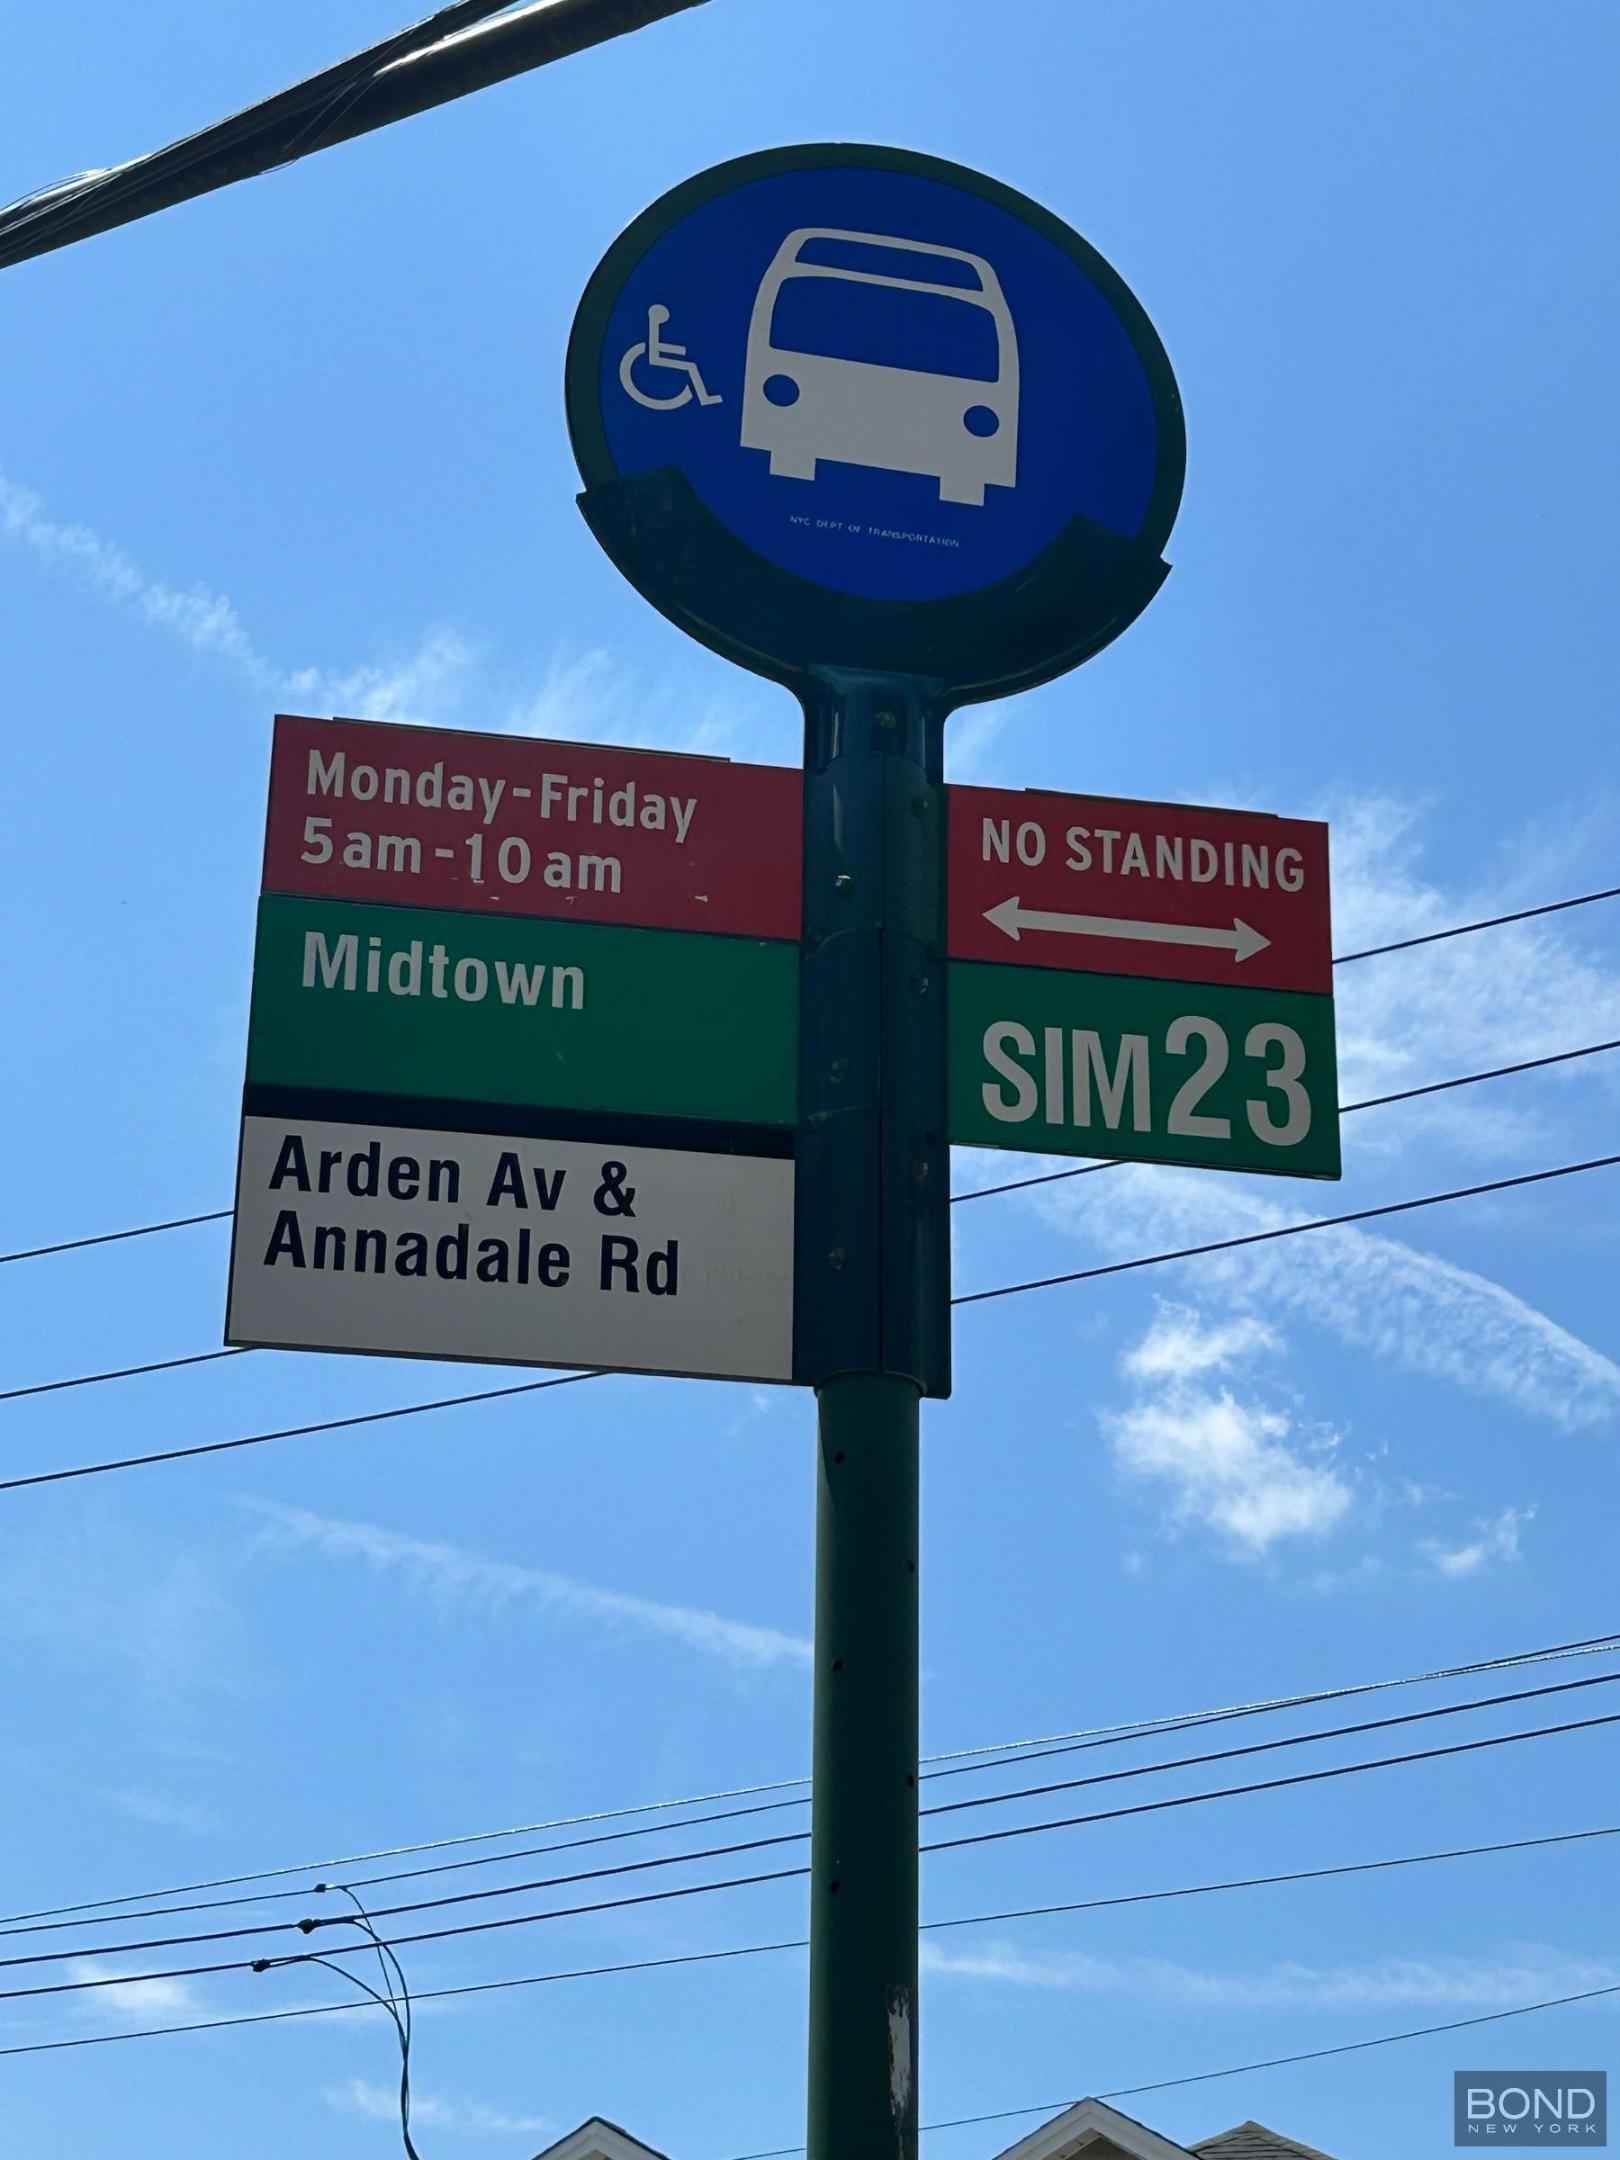 NYC DEPT OF TRANSPORTATION
Monday-Friday
5am-10am
NO STANDING
Midtown
SIM23
Arden Av &
Annadale Rd
BOND
NEW YORK